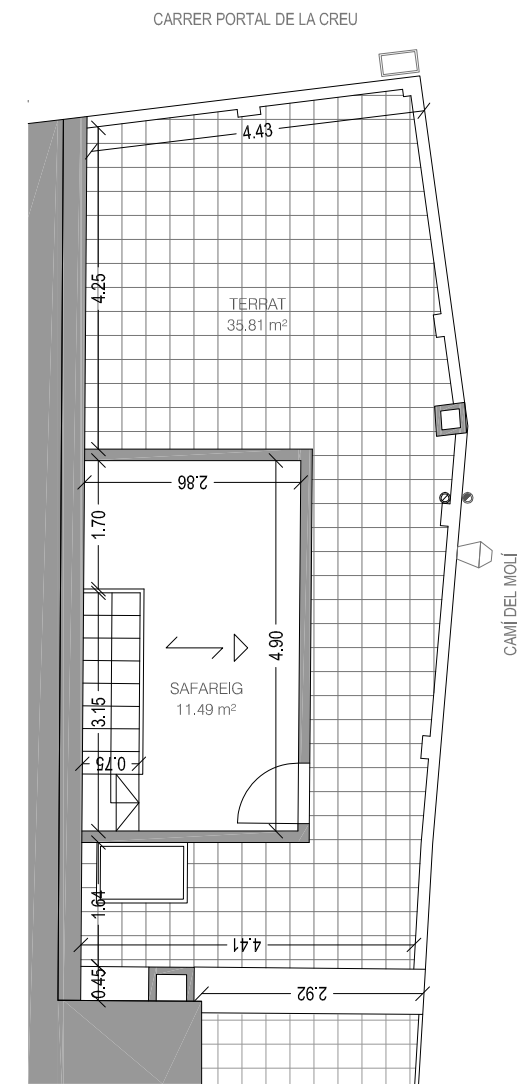 CARRER PORTAL DE LA CREU
4.43
4.25
TERRAT
35.81 m²
2.86
1.70
CAMÍ DEL MOLÍ
4.90
SAFAREIG
11.49 m²
3.15
0.75
1.64
4.41
0.45
2.92